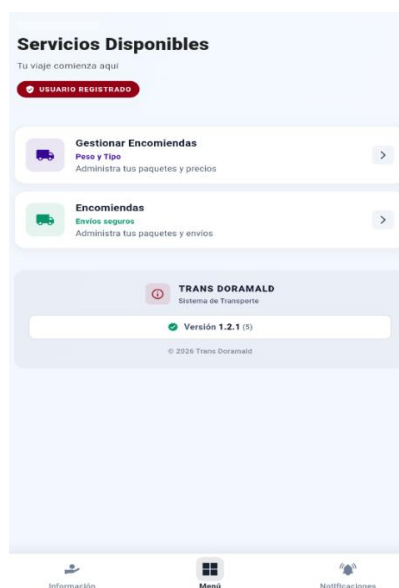 Servicios Disponibles
Tu viaje comienza aquí
USUARIO REGISTRADO
Gestionar Encomiendas
Peso y Tipo
Administra tus paquetes y precios
Encomiendas
Envíos seguros
Administra tus paquetes y envíos
TRANS DORAMALD
Sistema de Transporte
Versión 1.2.1 (5)
© 2026 Trans Doramald
Información
Menú
Notificaciones